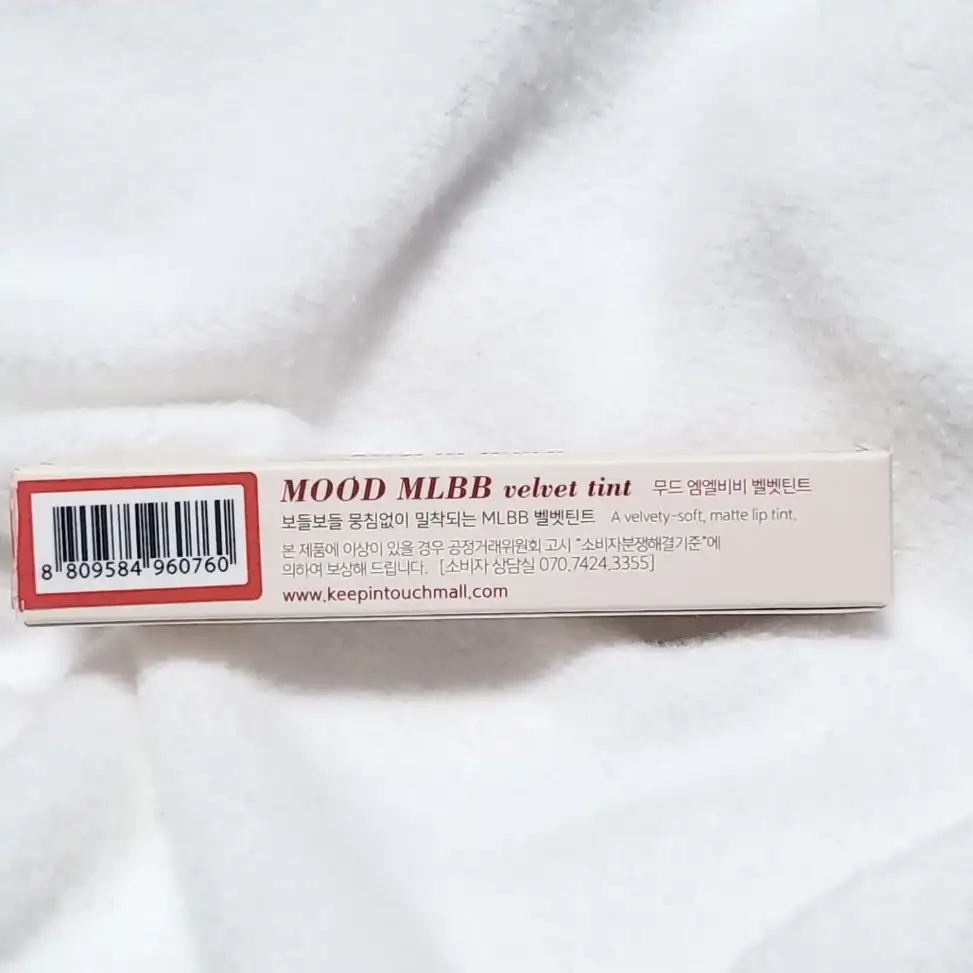 MOOD MLBB velvet tint 무드 엠엘비비 벨벳틴트
보들보들 뭉침없이 밀착되는 MLBB 벨벳틴트 A velvety-soft, matte lip tint.
본 제품에 이상이 있을 경우 공정거래위원회 고시 "소비자분쟁해결기준"에
의하여 보상해 드립니다. [소비자 상담실 070.7424.3355]
www.keepintouchmall.com
8 809584 960760